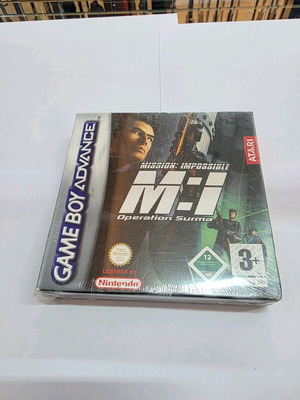 GAME BOY ADVANCE
MISSION: IMPOSSIBLE
M:i
Operation Surma
ATARI
LICENSED BY
Nintendo
12
3+